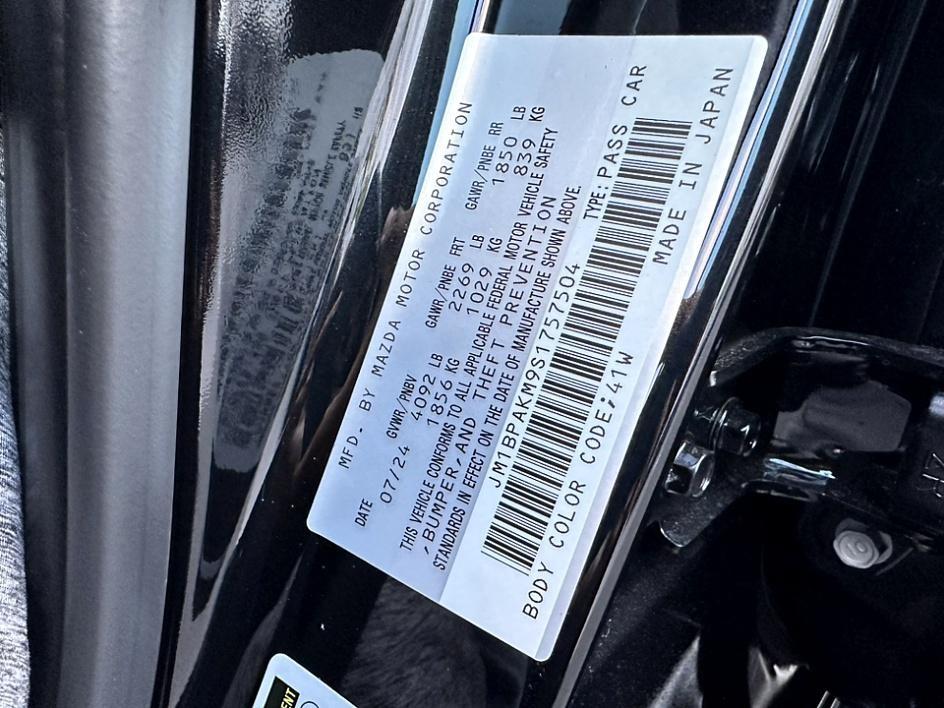 MFD. BY MAZDA MOTOR CORPORATION
DATE GVWR/PNBV GAWR/PNBE FRT GAWR/PNBE RR
07/24 4092 LB 2269 LB 1850 LB
1856 KG 1029 KG 839 KG
THIS VEHICLE CONFORMS TO ALL APPLICABLE FEDERAL MOTOR VEHICLE SAFETY
,BUMPER,AND THEFT PREVENTION
STANDARDS IN EFFECT ON THE DATE OF MANUFACTURE SHOWN ABOVE.
JM1BPAKM9S1757504 TYPE:PASS CAR
BODY COLOR CODE;41W MADE IN JAPAN